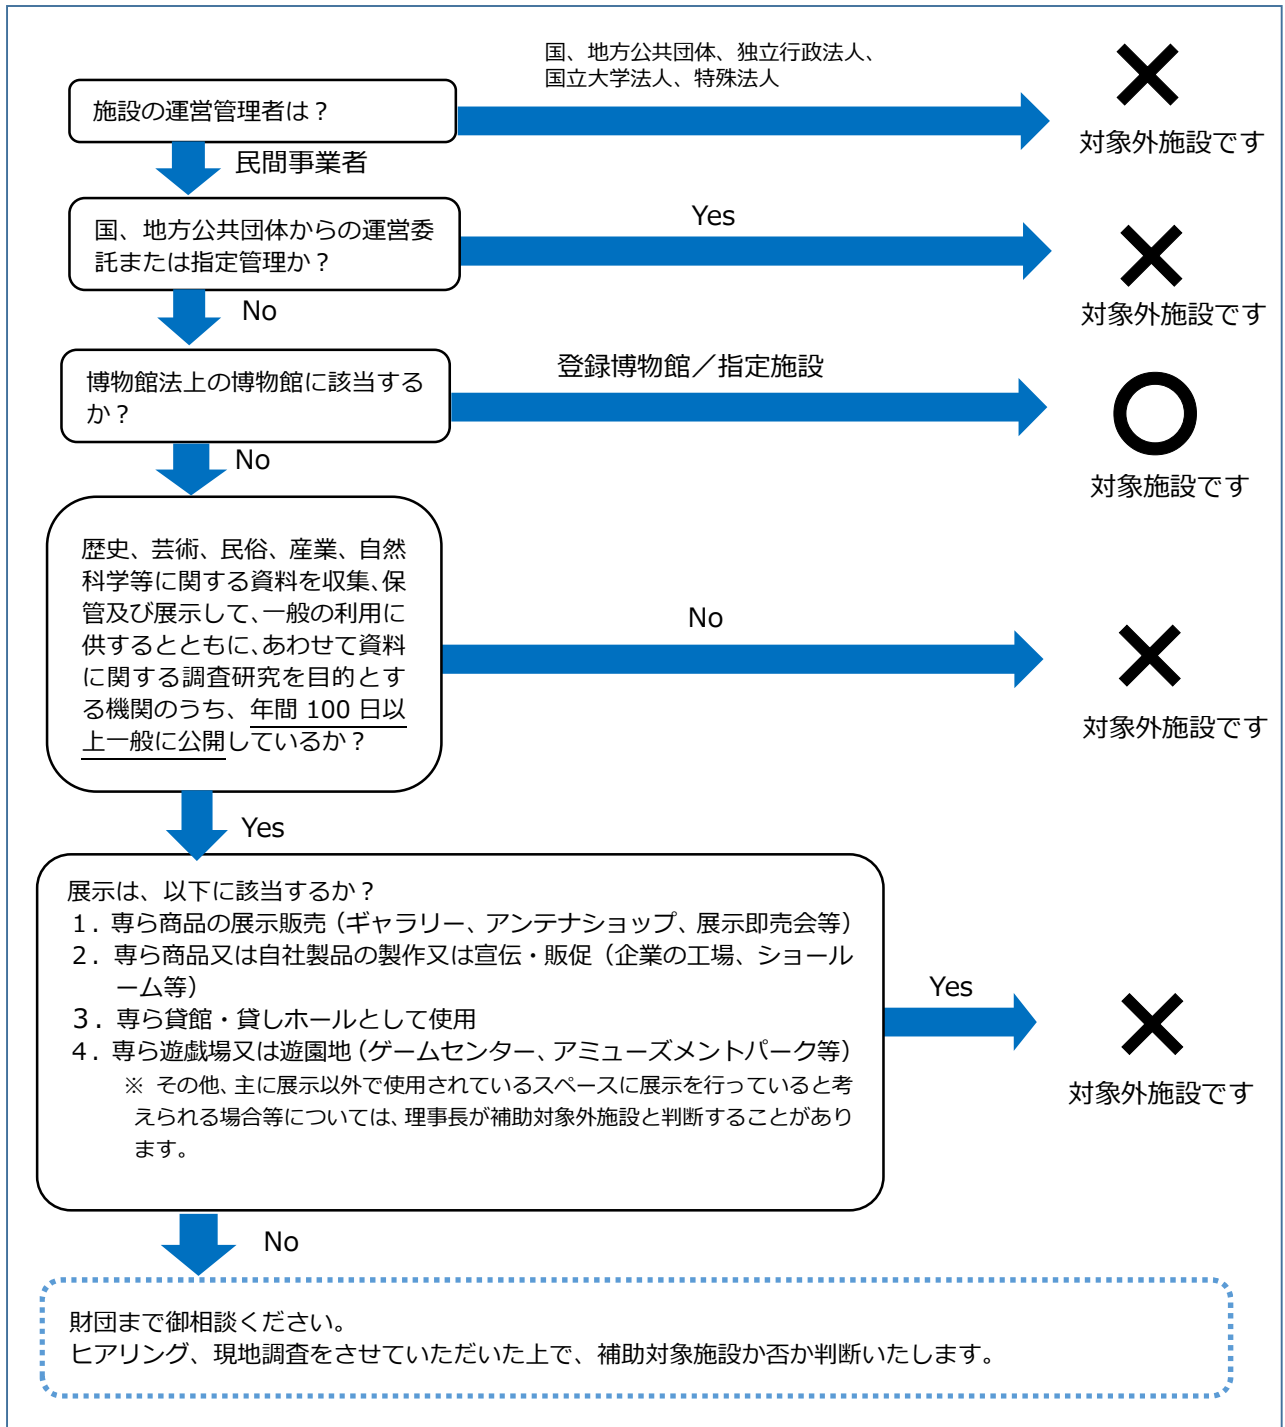 国、地方公共団体、独立行政法人、
国立大学法人、特殊法人
施設の運営管理者は？
対象外施設です
民間事業者
国、地方公共団体からの運営委
託または指定管理か？
Yes
対象外施設です
No
博物館法上の博物館に該当する
か？
登録博物館／指定施設
対象施設です
No
歴史、芸術、民俗、産業、自然
科学等に関する資料を収集、保
管及び展示して、一般の利用に
供するとともに、あわせて資料
に関する調査研究を目的とす
る機関のうち、年間 100 日以
上一般に公開しているか？
No
対象外施設です
Yes
展示は、以下に該当するか？
１．専ら商品の展示販売（ギャラリー、アンテナショップ、展示即売会等）
２．専ら商品又は自社製品の製作又は宣伝・販促（企業の工場、ショール
ーム等）
３．専ら貸館・貸しホールとして使用
４．専ら遊戯場又は遊園地（ゲームセンター、アミューズメントパーク等）
※ その他、主に展示以外で使用されているスペースに展示を行っていると考
えられる場合等については、理事長が補助対象外施設と判断することがあり
ます。
Yes
対象外施設です
No
財団まで御相談ください。
ヒアリング、現地調査をさせていただいた上で、補助対象施設か否か判断いたします。